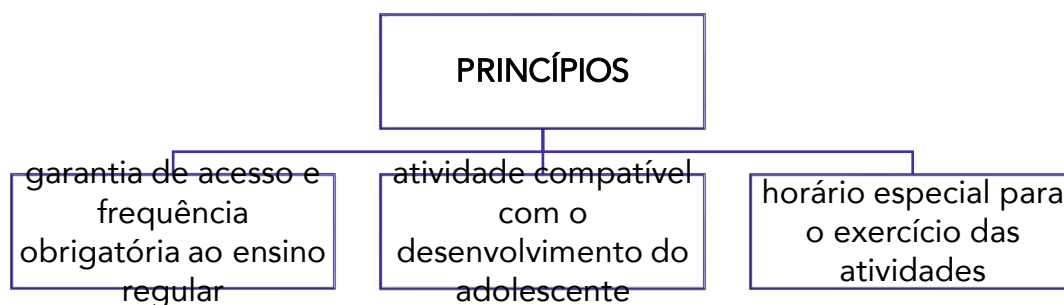 PRINCÍPIOS
garantia de acesso e
frequência
obrigatória ao ensino
regular
atividade compatível
com o
desenvolvimento do
adolescente
horário especial para
o exercício das
atividades